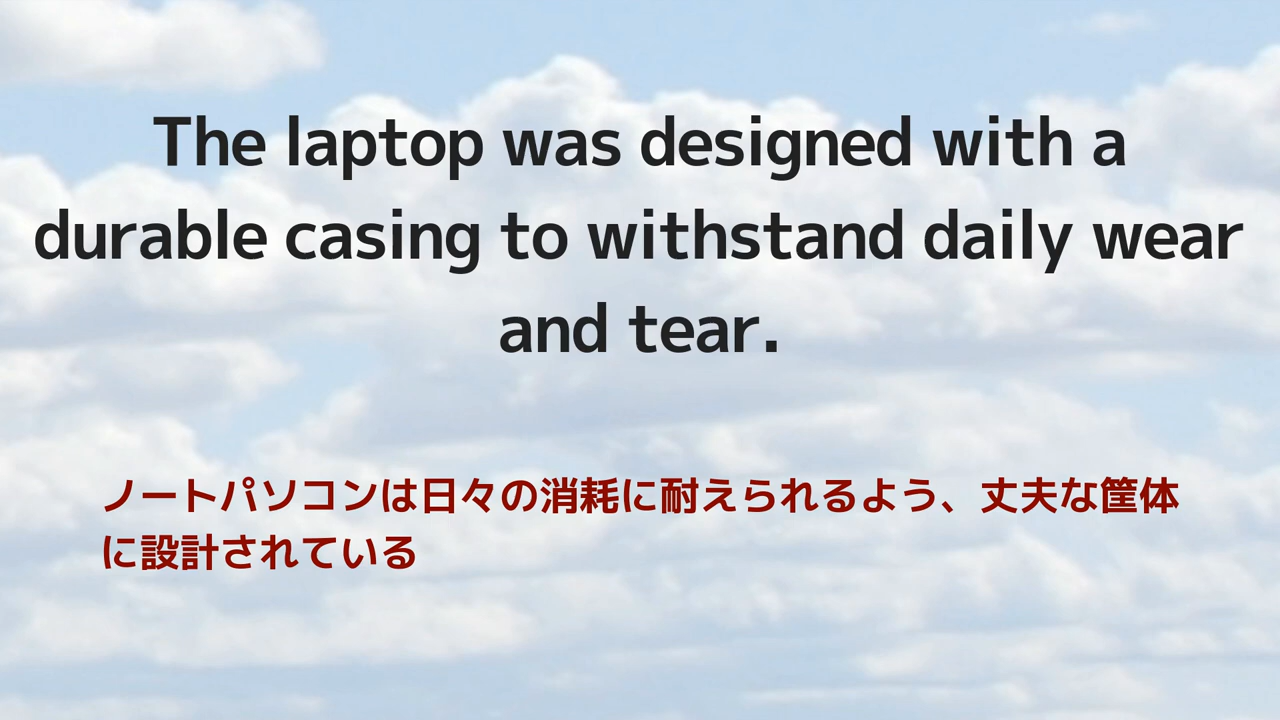 The laptop was designed with a
durable casing to withstand daily wear
and tear.
ノートパソコンは日々の消耗に耐えられるよう、丈夫な筐体
に設計されている